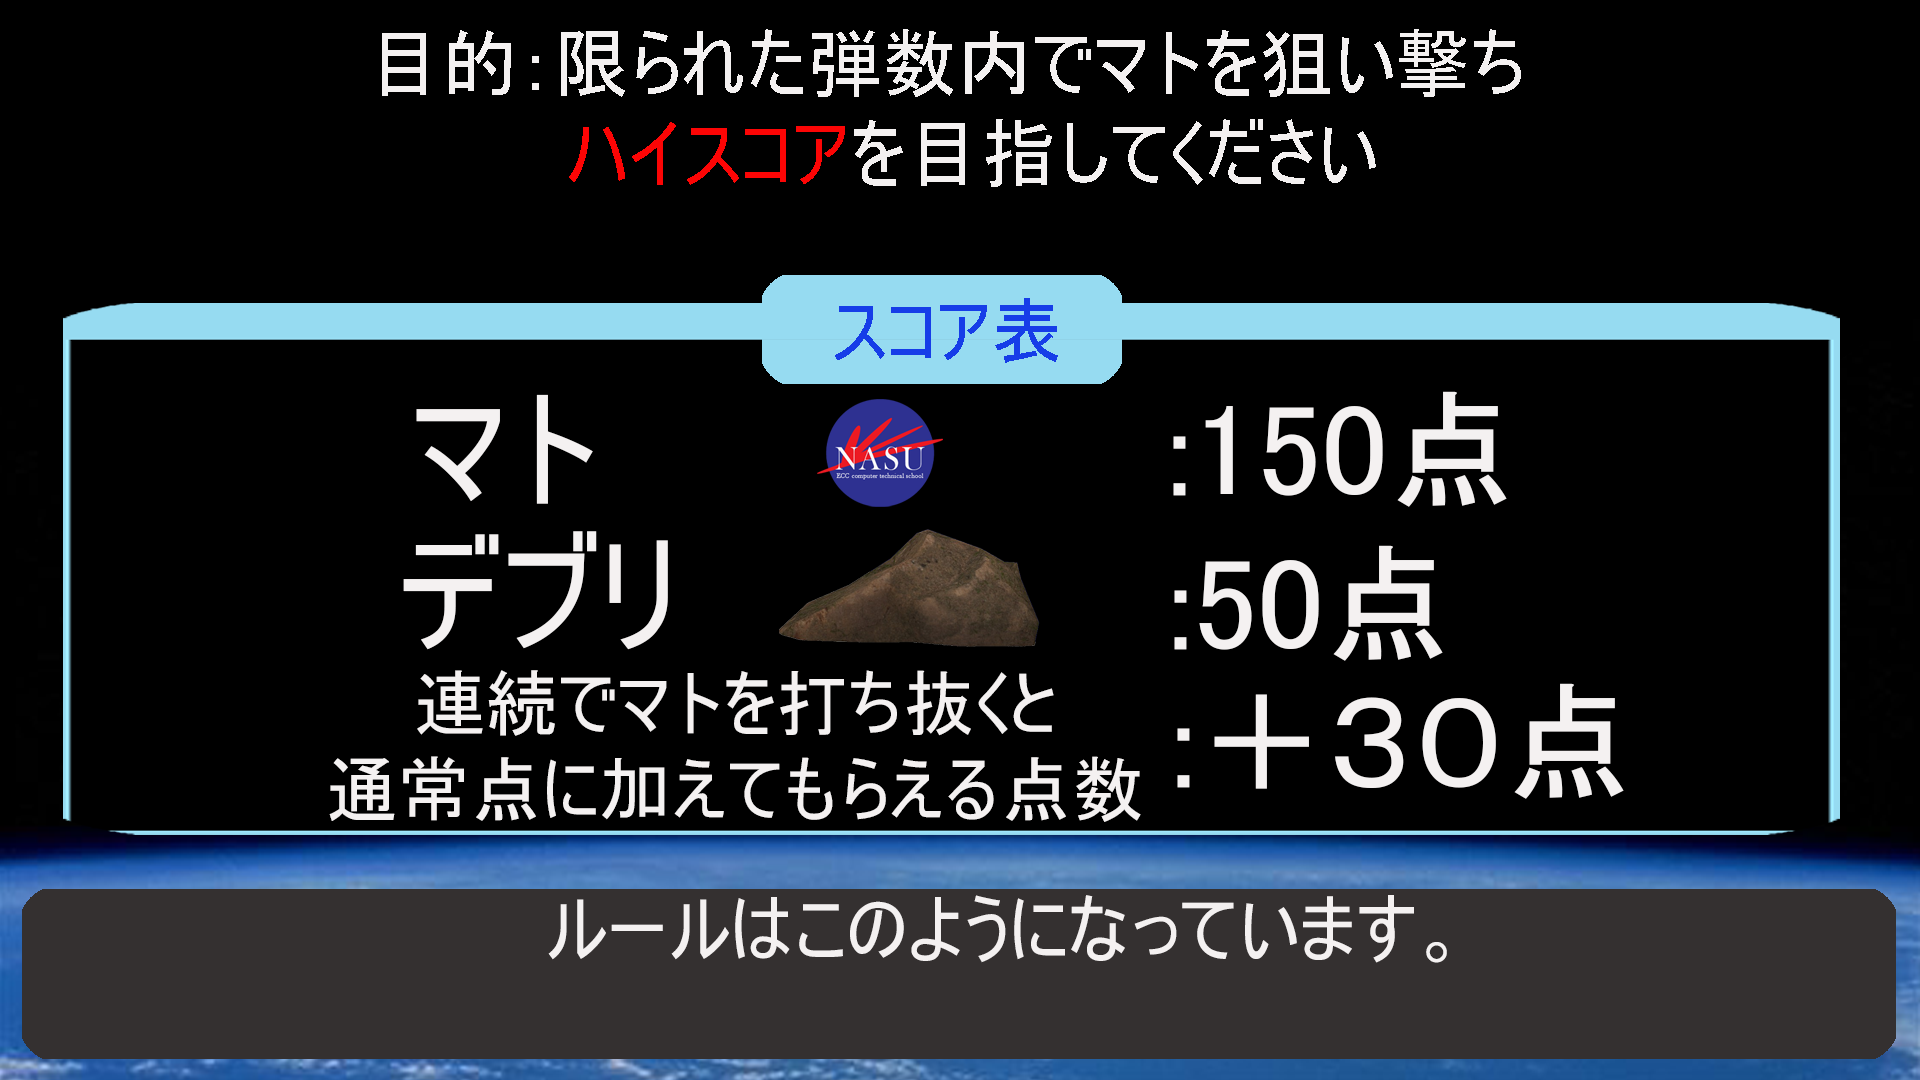 目的:限られた弾数内でマトを狙い撃ち
ハイスコアを目指してください
スコア表
マト NASU :150点
ECC computer technical school
デブリ :50点
連続でマトを打ち抜くと
通常点に加えてもらえる点数 :＋３０点
ルールはこのようになっています。